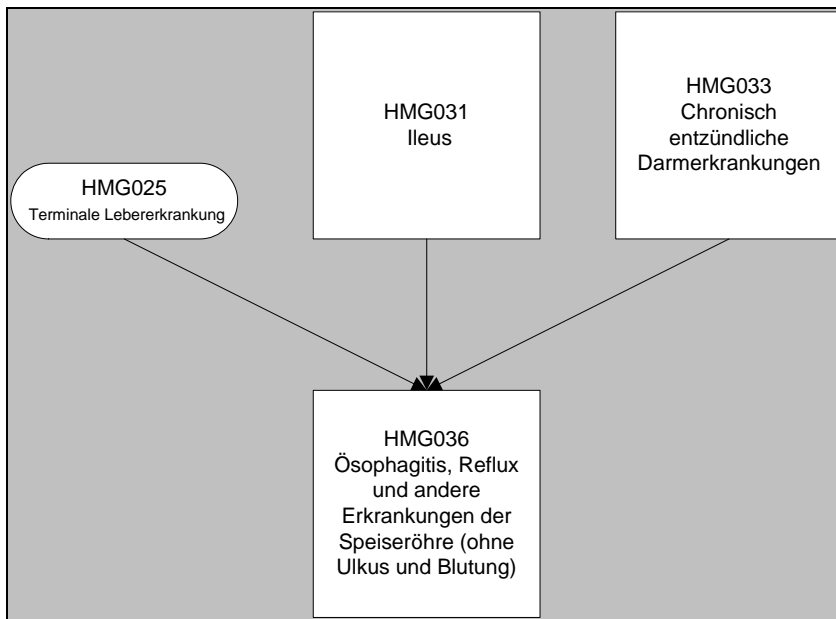 HMG031
Ileus
HMG033
Chronisch
entzündliche
Darmerkrankungen
HMG025
Terminale Lebererkrankung
HMG036
Ösophagitis, Reflux
und andere
Erkrankungen der
Speiseröhre (ohne
Ulkus und Blutung)